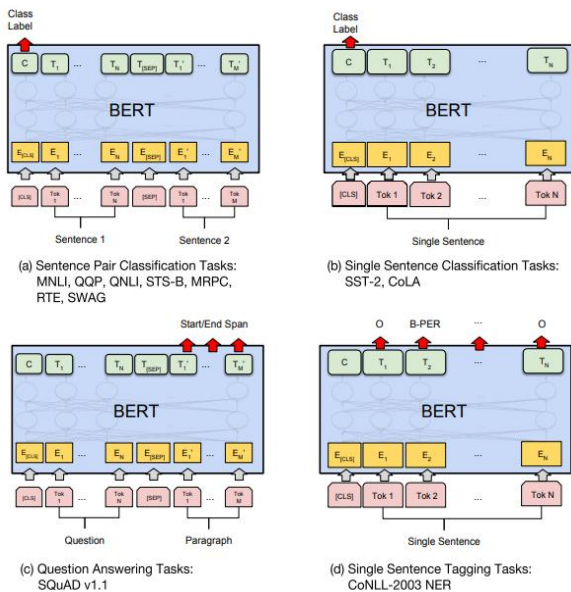 Class
Label
C T1 ... TN T[SEP] T1' ... TM'
BERT
E[CLS] E1 ... EN E[SEP] E1' ... EM'
[CLS] Tok 1 ... Tok N [SEP] Tok 1 ... Tok M
Sentence 1 Sentence 2
(a) Sentence Pair Classification Tasks:
MNLI, QQP, QNLI, STS-B, MRPC,
RTE, SWAG
Class
Label
C T1 T2 ... TN
BERT
E[CLS] E1 E2 ... EN
[CLS] Tok 1 Tok 2 ... Tok N
Single Sentence
(b) Single Sentence Classification Tasks:
SST-2, CoLA
Start/End Span
C T1 ... TN T[SEP] T1' ... TM'
BERT
E[CLS] E1 ... EN E[SEP] E1' ... EM'
[CLS] Tok 1 ... Tok N [SEP] Tok 1 ... Tok M
Question Paragraph
(c) Question Answering Tasks:
SQuAD v1.1
O B-PER ... O
C T1 T2 ... TN
BERT
E[CLS] E1 E2 ... EN
[CLS] Tok 1 Tok 2 ... Tok N
Single Sentence
(d) Single Sentence Tagging Tasks:
CoNLL-2003 NER